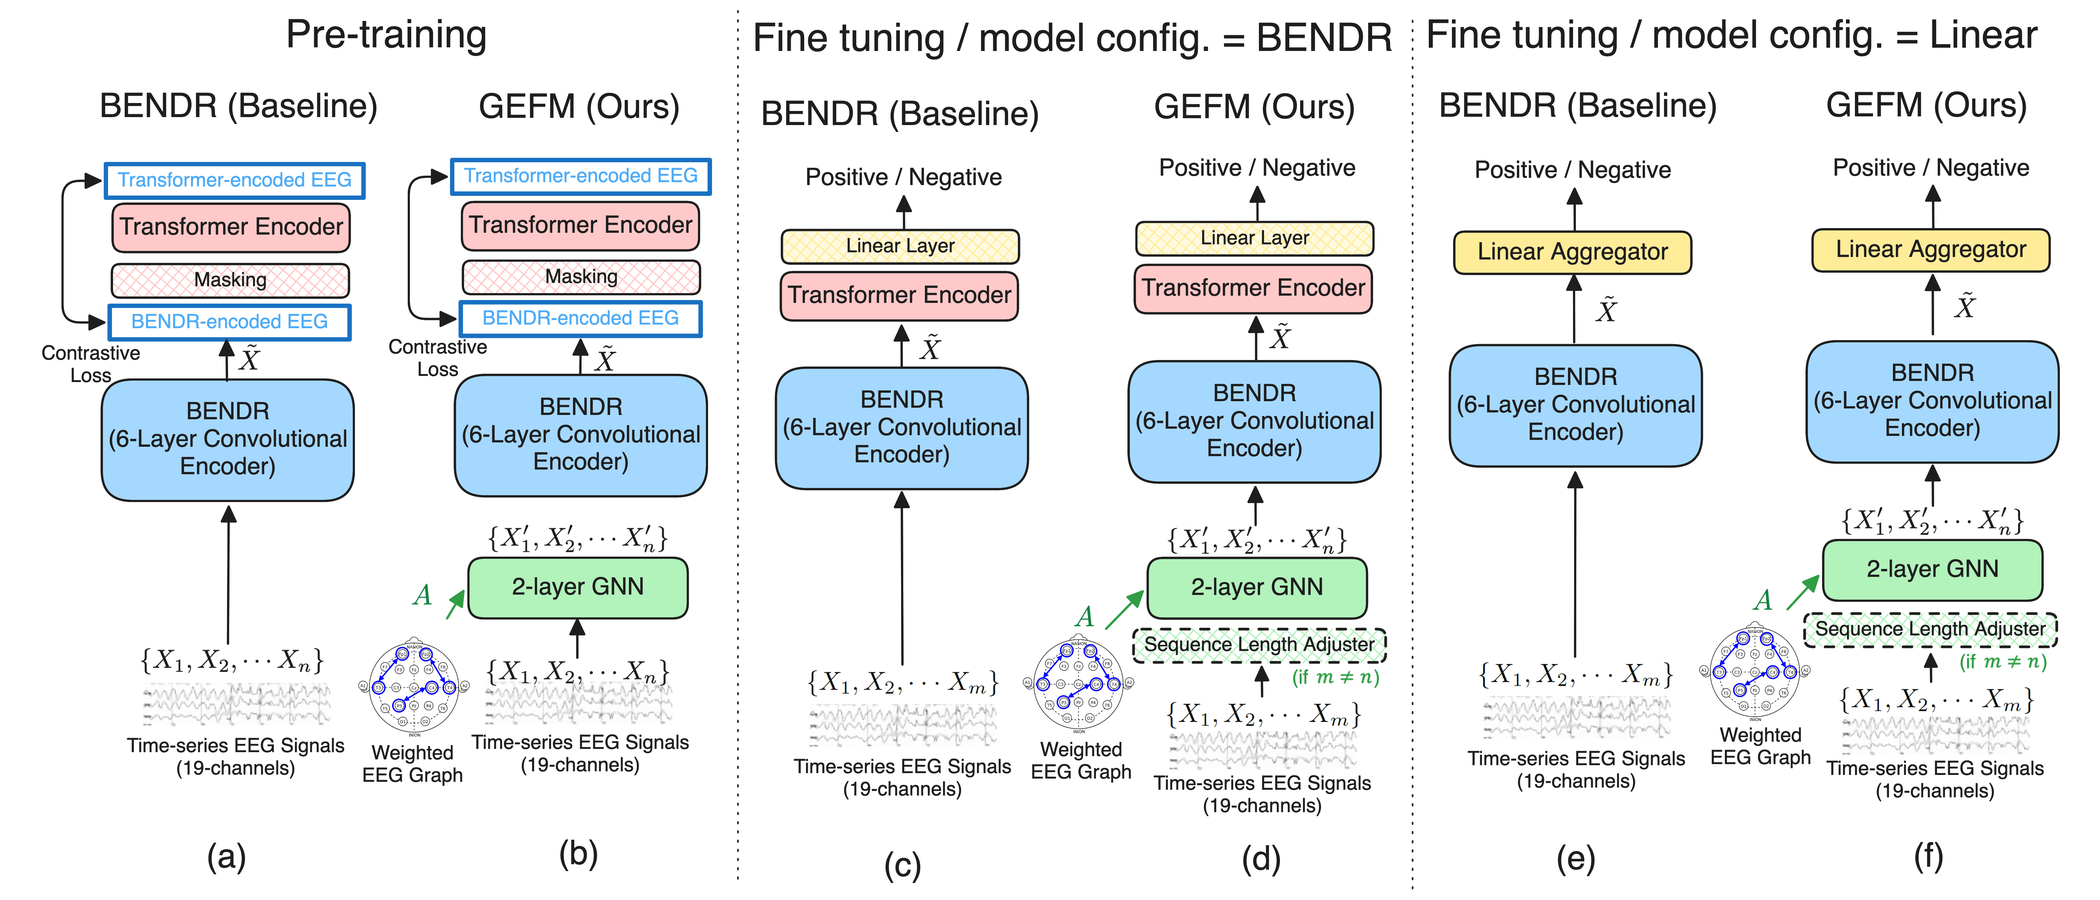 Pre-training
BENDR (Baseline)
Transformer-encoded EEG
Transformer Encoder
Masking
BENDR-encoded EEG
Contrastive
Loss
X̃
BENDR
(6-Layer Convolutional
Encoder)
{X₁, X₂, ⋯ Xₙ}
Time-series EEG Signals
(19-channels)
(a)
GEFM (Ours)
Transformer-encoded EEG
Transformer Encoder
Masking
BENDR-encoded EEG
Contrastive
Loss
X̃
BENDR
(6-Layer Convolutional
Encoder)
{X′₁, X′₂, ⋯ X′ₙ}
2-layer GNN
A
Weighted
EEG Graph
{X₁, X₂, ⋯ Xₙ}
Time-series EEG Signals
(19-channels)
(b)
Fine tuning / model config. = BENDR
BENDR (Baseline)
Positive / Negative
Linear Layer
Transformer Encoder
X̃
BENDR
(6-Layer Convolutional
Encoder)
{X₁, X₂, ⋯ Xₘ}
Time-series EEG Signals
(19-channels)
(c)
GEFM (Ours)
Positive / Negative
Linear Layer
Transformer Encoder
X̃
BENDR
(6-Layer Convolutional
Encoder)
{X′₁, X′₂, ⋯ X′ₙ}
2-layer GNN
A
Sequence Length Adjuster
(if m ≠ n)
Weighted
EEG Graph
{X₁, X₂, ⋯ Xₘ}
Time-series EEG Signals
(19-channels)
(d)
Fine tuning / model config. = Linear
BENDR (Baseline)
Positive / Negative
Linear Aggregator
X̃
BENDR
(6-Layer Convolutional
Encoder)
{X₁, X₂, ⋯ Xₘ}
Time-series EEG Signals
(19-channels)
(e)
GEFM (Ours)
Positive / Negative
Linear Aggregator
X̃
BENDR
(6-Layer Convolutional
Encoder)
{X′₁, X′₂, ⋯ X′ₙ}
2-layer GNN
A
Sequence Length Adjuster
(if m ≠ n)
Weighted
EEG Graph
{X₁, X₂, ⋯ Xₘ}
Time-series EEG Signals
(19-channels)
(f)